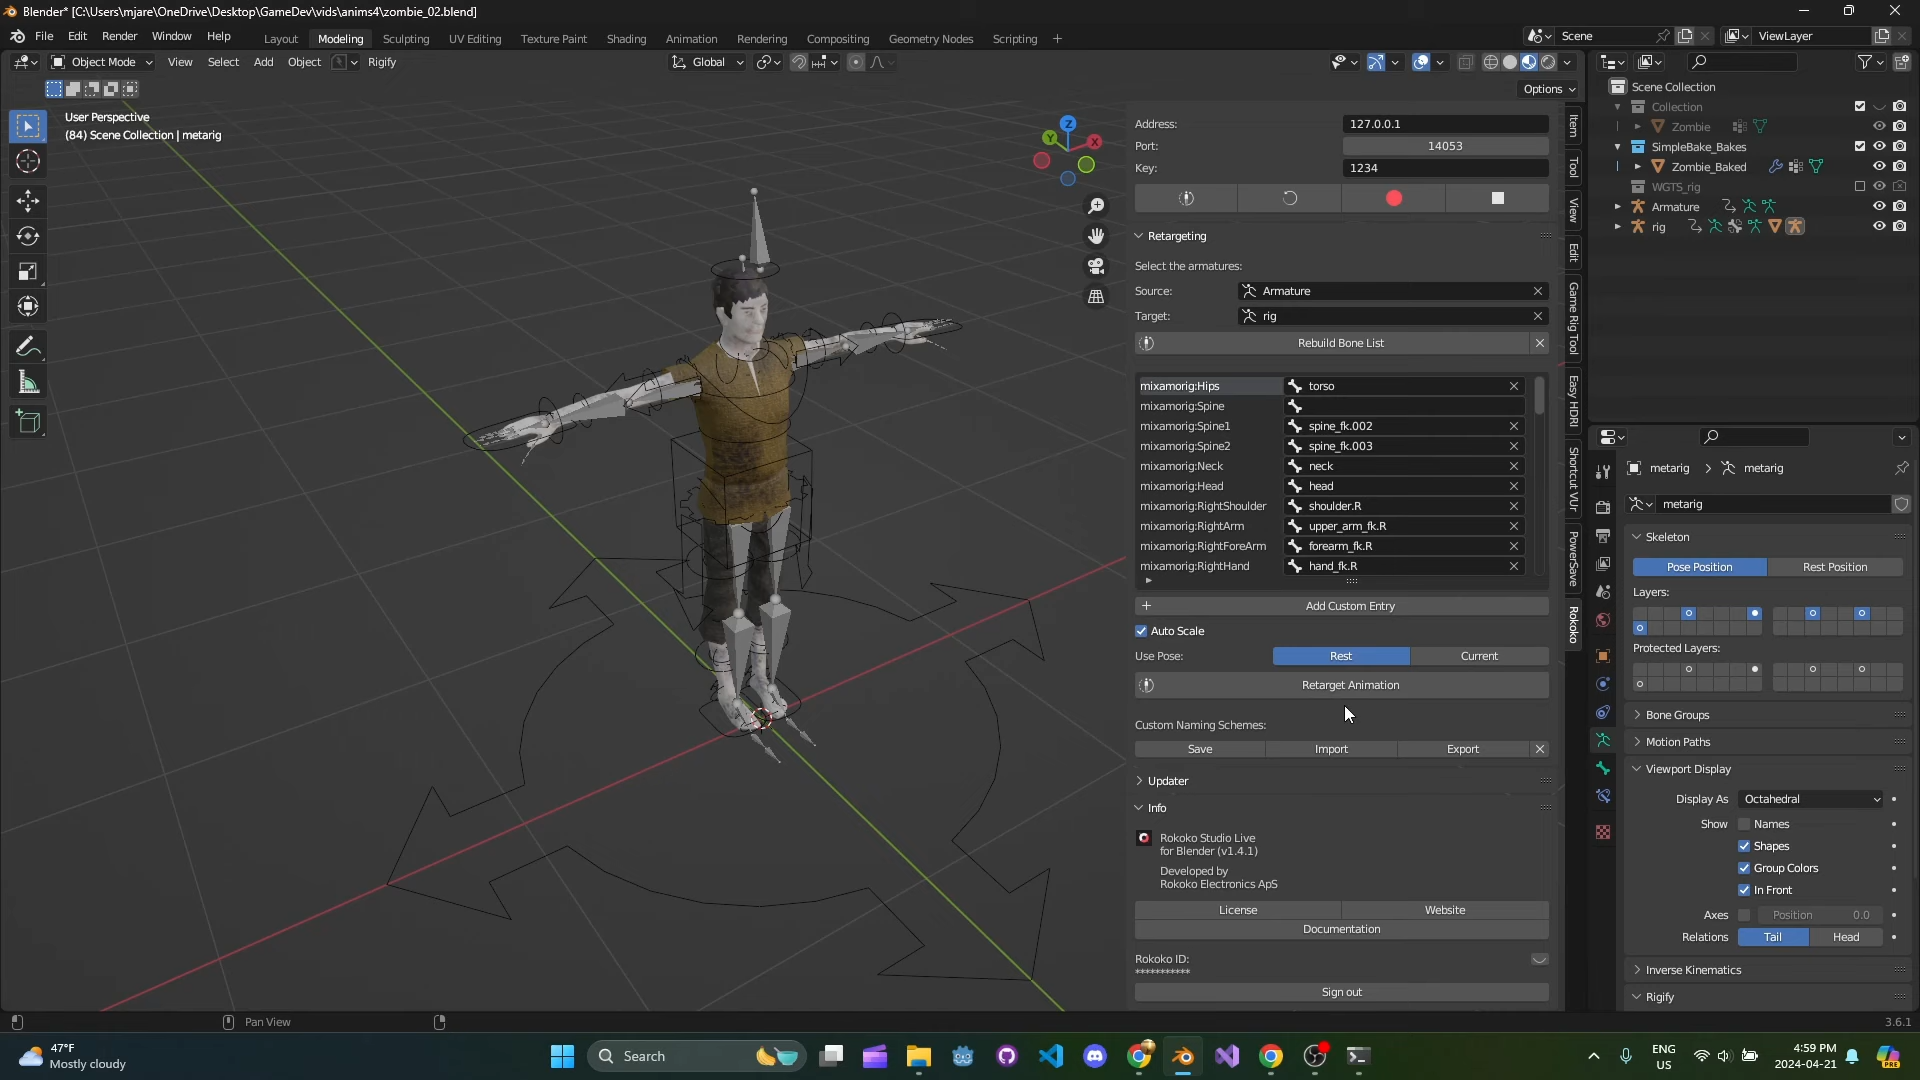 Blender* [C:\Users\mjare\OneDrive\Desktop\GameDev\vids\anims4\zombie_02.blend]
File Edit Render Window Help
Layout Modeling Sculpting UV Editing Texture Paint Shading Animation Rendering Compositing Geometry Nodes Scripting +
Scene
ViewLayer
Object Mode View Select Add Object Rigify
Global
Options
User Perspective
(84) Scene Collection | metarig
Z
Y
X
Address: 127.0.0.1
Port: 14053
Key: 1234
Retargeting
Select the armatures:
Source: Armature
Target: rig
Rebuild Bone List
mixamorig:Hips torso
mixamorig:Spine
mixamorig:Spine1 spine_fk.002
mixamorig:Spine2 spine_fk.003
mixamorig:Neck neck
mixamorig:Head head
mixamorig:RightShoulder shoulder.R
mixamorig:RightArm upper_arm_fk.R
mixamorig:RightForeArm forearm_fk.R
mixamorig:RightHand hand_fk.R
Add Custom Entry
Auto Scale
Use Pose: Rest Current
Retarget Animation
Custom Naming Schemes:
Save Import Export
Updater
Info
Rokoko Studio Live
for Blender (v1.4.1)
Developed by
Rokoko Electronics ApS
License Website
Documentation
Rokoko ID:
***********
Sign out
Item
Tool
View
Edit
Game Rig Tool
Easy HDRI
Shortcut VUr
PowerSave
Rokoko
Scene Collection
Collection
Zombie
SimpleBake_Bakes
Zombie_Baked
WGTS_rig
Armature
rig
metarig > metarig
metarig
Skeleton
Pose Position Rest Position
Layers:
Protected Layers:
Bone Groups
Motion Paths
Viewport Display
Display As Octahedral
Show Names
Shapes
Group Colors
In Front
Axes Position 0.0
Relations Tail Head
Inverse Kinematics
Rigify
Pan View
3.6.1
47°F
Mostly cloudy
Search
ENG
US
4:59 PM
2024-04-21
PRE